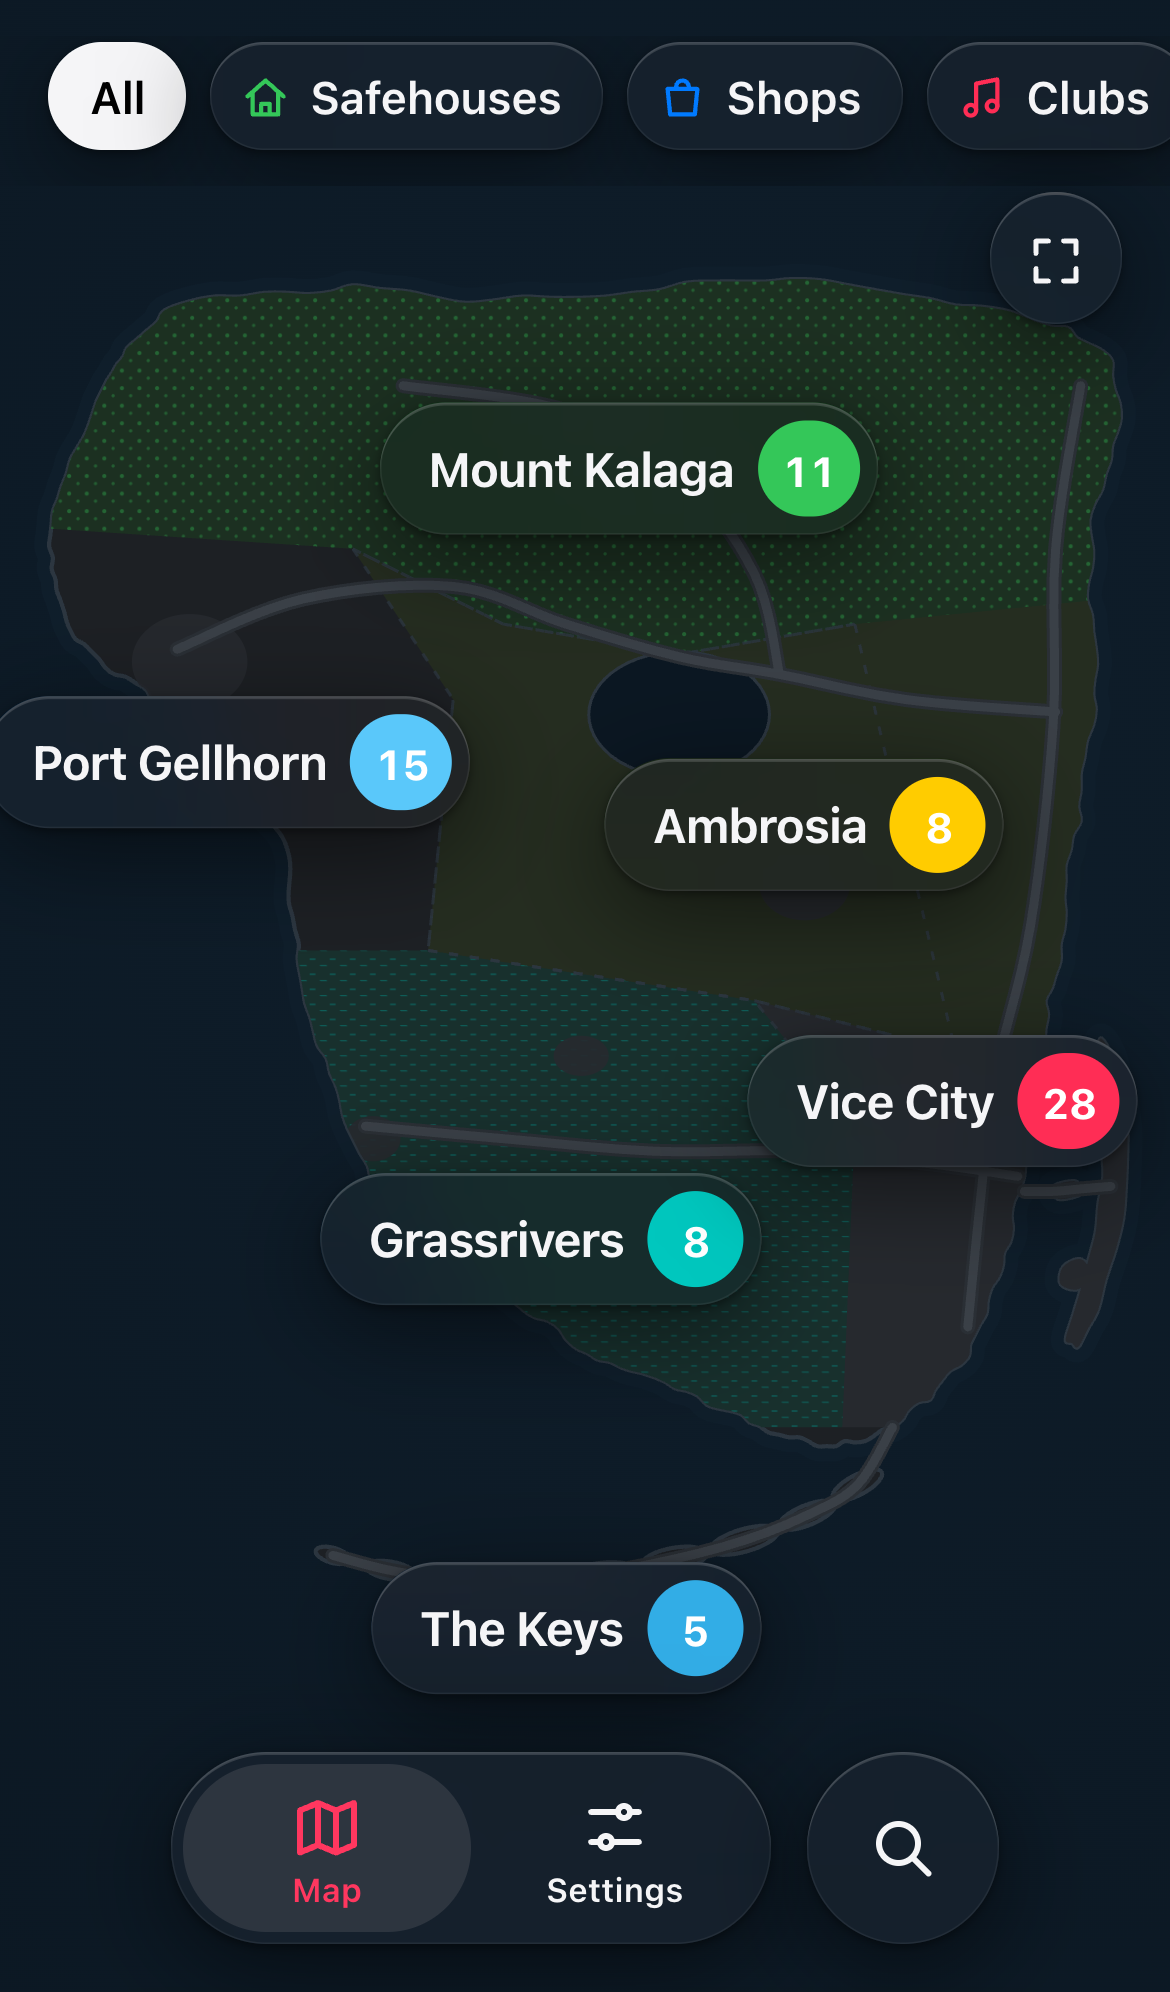 All
Safehouses
Shops
Clubs
Mount Kalaga 11
Port Gellhorn 15
Ambrosia 8
Vice City 28
Grassrivers 8
The Keys 5
Map
Settings